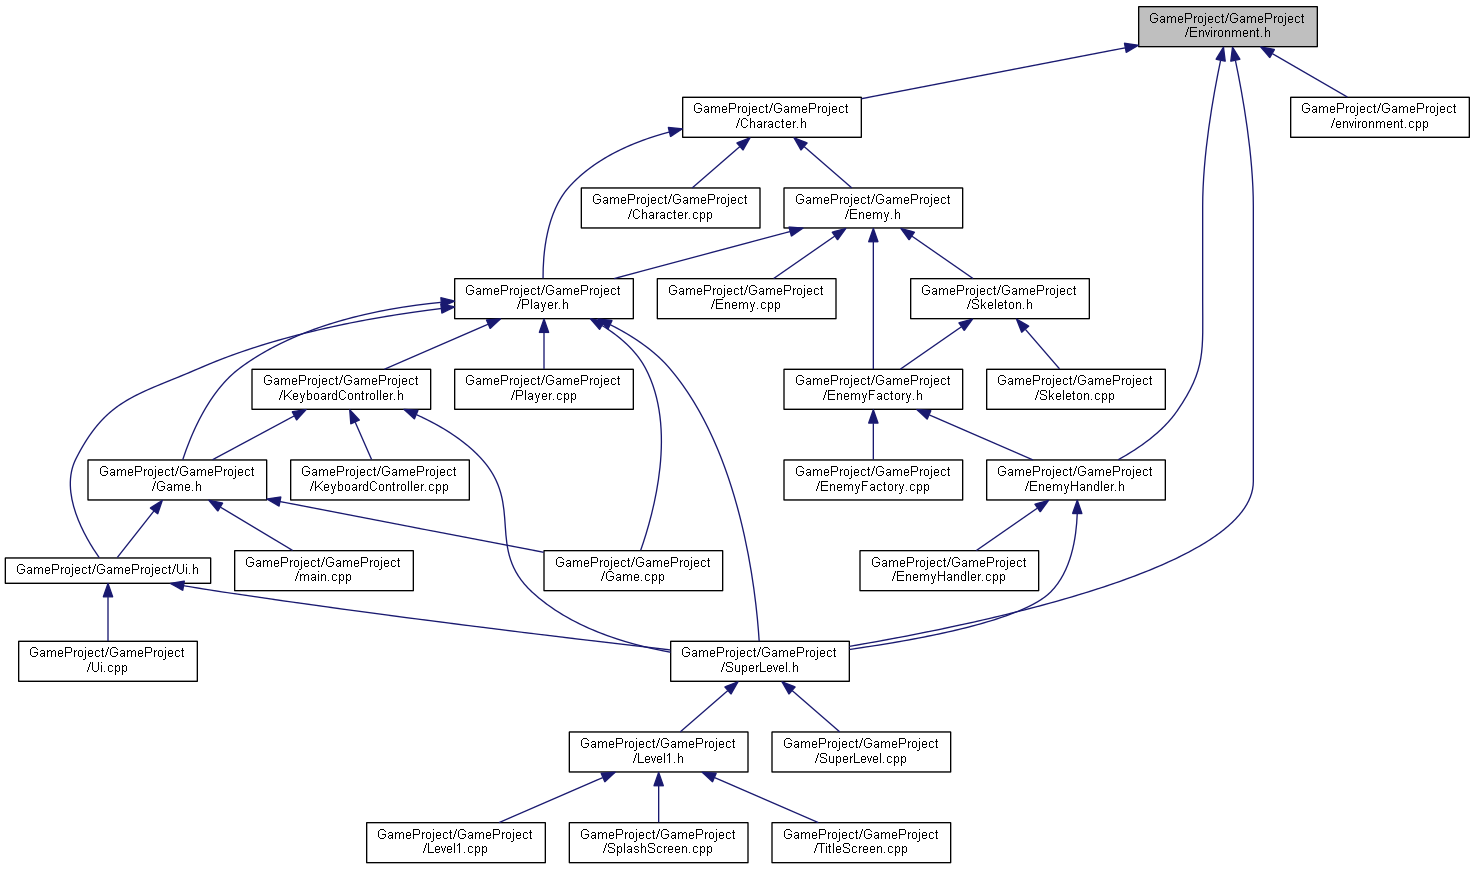 GameProject/GameProject
/Environment.h
GameProject/GameProject
/Character.h
GameProject/GameProject
/environment.cpp
GameProject/GameProject
/Character.cpp
GameProject/GameProject
/Enemy.h
GameProject/GameProject
/Player.h
GameProject/GameProject
/Enemy.cpp
GameProject/GameProject
/Skeleton.h
GameProject/GameProject
/KeyboardController.h
GameProject/GameProject
/Player.cpp
GameProject/GameProject
/EnemyFactory.h
GameProject/GameProject
/Skeleton.cpp
GameProject/GameProject
/Game.h
GameProject/GameProject
/KeyboardController.cpp
GameProject/GameProject
/EnemyFactory.cpp
GameProject/GameProject
/EnemyHandler.h
GameProject/GameProject/Ui.h
GameProject/GameProject
/main.cpp
GameProject/GameProject
/Game.cpp
GameProject/GameProject
/EnemyHandler.cpp
GameProject/GameProject
/Ui.cpp
GameProject/GameProject
/SuperLevel.h
GameProject/GameProject
/Level1.h
GameProject/GameProject
/SuperLevel.cpp
GameProject/GameProject
/Level1.cpp
GameProject/GameProject
/SplashScreen.cpp
GameProject/GameProject
/TitleScreen.cpp